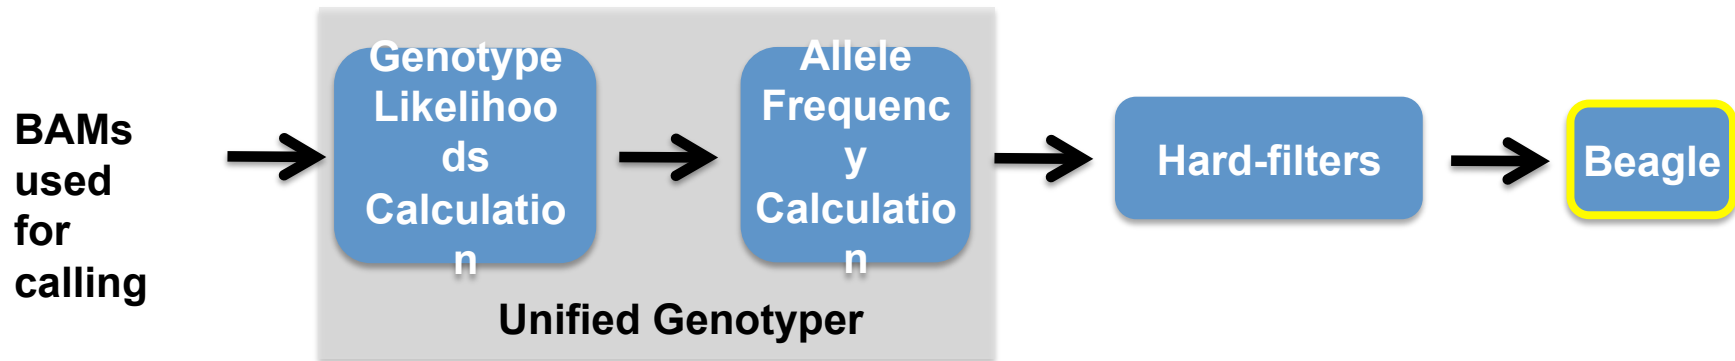 BAMs
used
for
calling
Genotype
Likelihoo
ds
Calculatio
n
Allele
Frequenc
y
Calculatio
n
Unified Genotyper
Hard-filters
Beagle